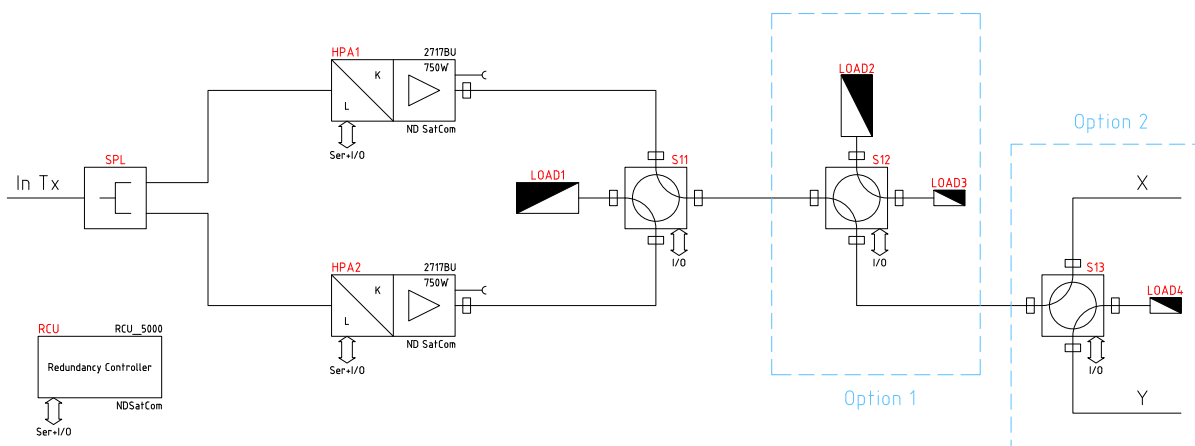 HPA1
2717BU
K
750W
L
ND SatCom
Ser+I/O
SPL
In Tx
LOAD1
S11
I/O
LOAD2
S12
LOAD3
I/O
Option 1
Option 2
X
S13
LOAD4
I/O
Y
HPA2
2717BU
K
750W
L
ND SatCom
Ser+I/O
RCU
RCU_5000
Redundancy Controller
NDSatCom
Ser+I/O